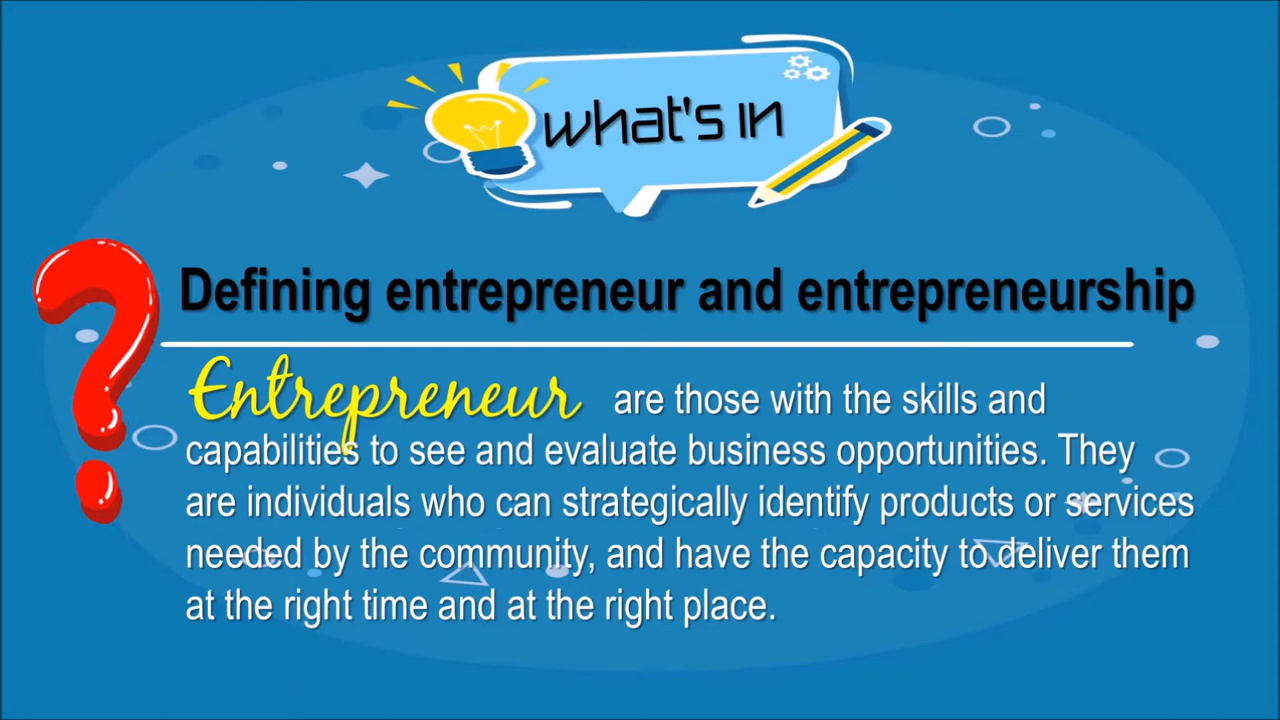 what's in
Defining entrepreneur and entrepreneurship
Entrepreneur are those with the skills and
capabilities to see and evaluate business opportunities. They
are individuals who can strategically identify products or services
needed by the community, and have the capacity to deliver them
at the right time and at the right place.